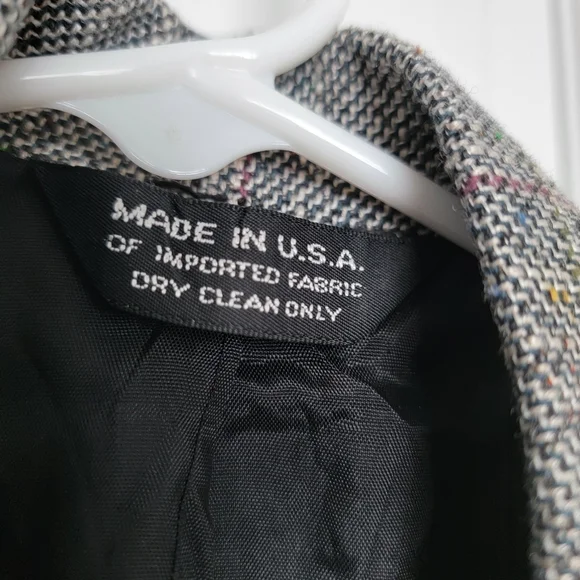 MADE IN U.S.A.
OF IMPORTED FABRIC
DRY CLEAN ONLY